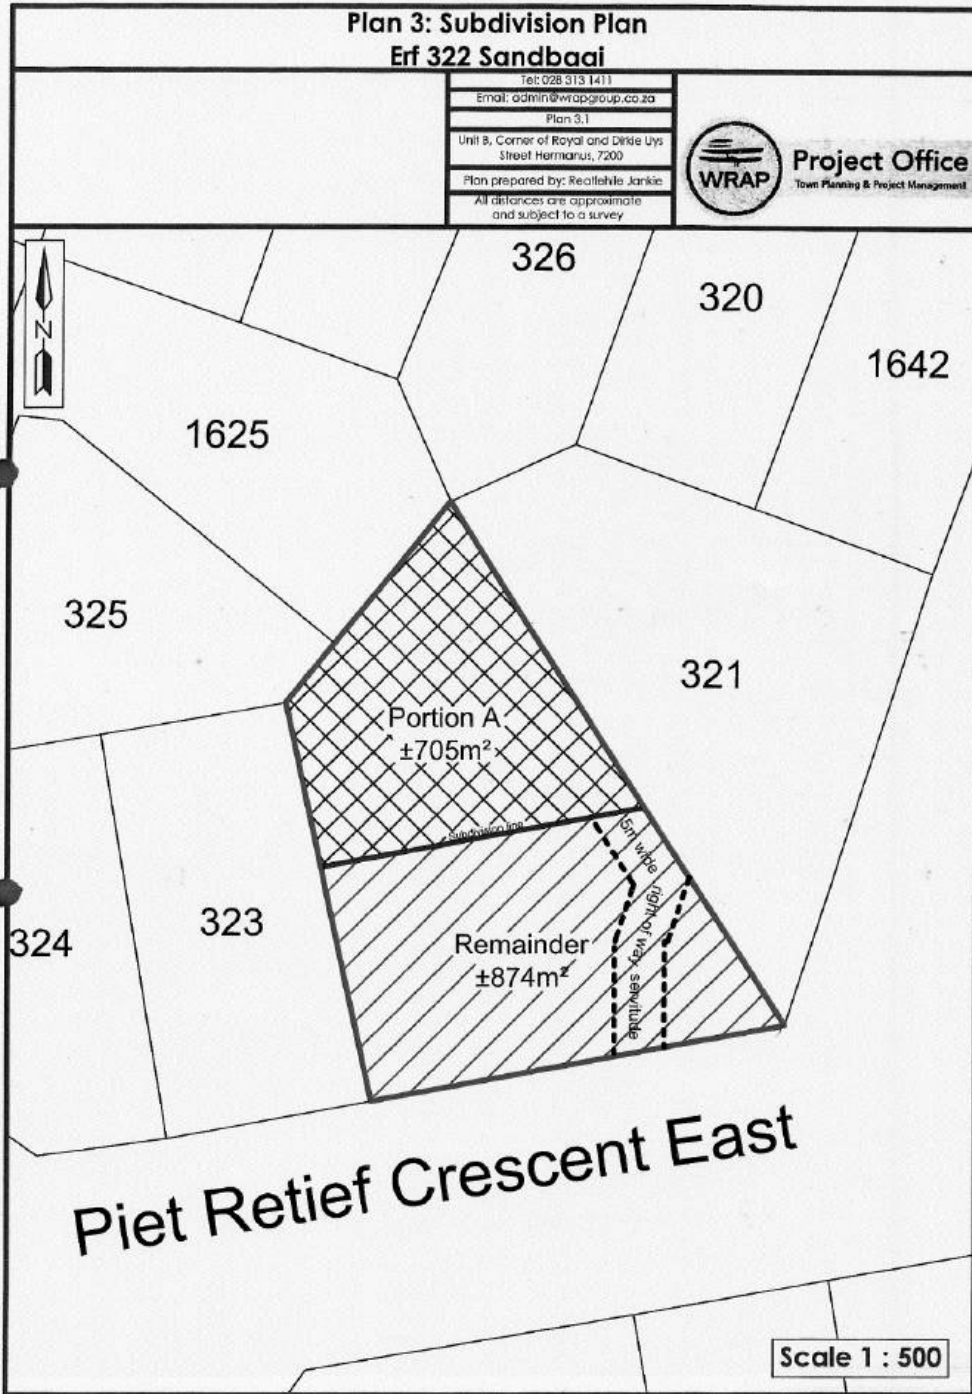 Plan 3: Subdivision Plan
Erf 322 Sandbaai
Tel: 028 313 1411
Email: admin@wrapgroup.co.za
Plan 3.1
Unit B, Corner of Royal and Dirkie Uys
Street Hermanus, 7200
Plan prepared by: Reatlehile Jankie
All distances are approximate
and subject to a survey
WRAP
Project Office
Town Planning & Project Management
N
326
320
1642
1625
325
321
Portion A
±705m²
Subdivision line
5m wide right of way servitude
324
323
Remainder
±874m²
Piet Retief Crescent East
Scale 1 : 500